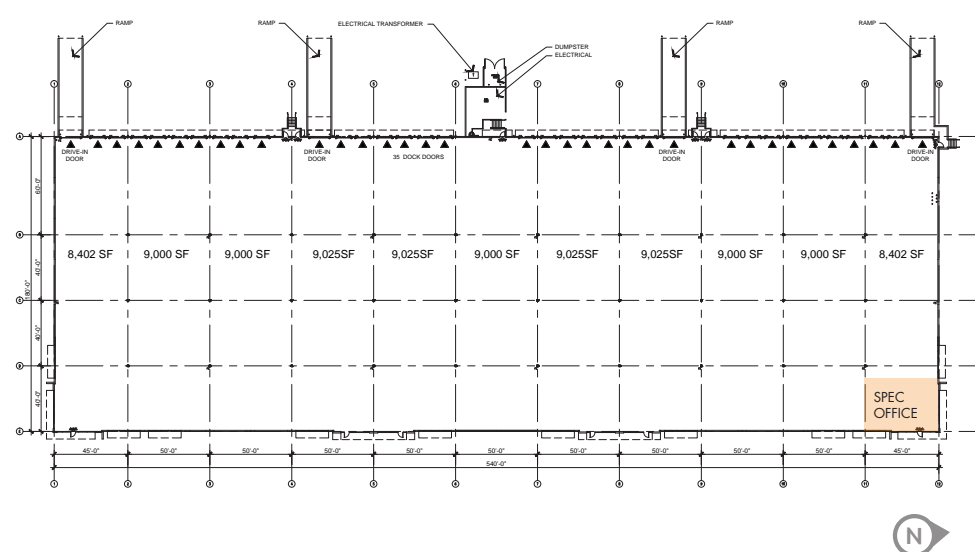 RAMP
RAMP
ELECTRICAL TRANSFORMER
RAMP
RAMP
DUMPSTER
ELECTRICAL
DRIVE-IN
DOOR
DRIVE-IN
DOOR
35 DOCK DOORS
DRIVE-IN
DOOR
DRIVE-IN
DOOR
60'-0"
8,402 SF
9,000 SF
9,000 SF
9,025SF
9,025SF
9,000 SF
9,025SF
9,025SF
9,000 SF
9,000 SF
8,402 SF
40'-0"
180'-0"
40'-0"
40'-0"
SPEC
OFFICE
45'-0"
50'-0"
50'-0"
50'-0"
50'-0"
50'-0"
50'-0"
50'-0"
50'-0"
50'-0"
45'-0"
540'-0"
N